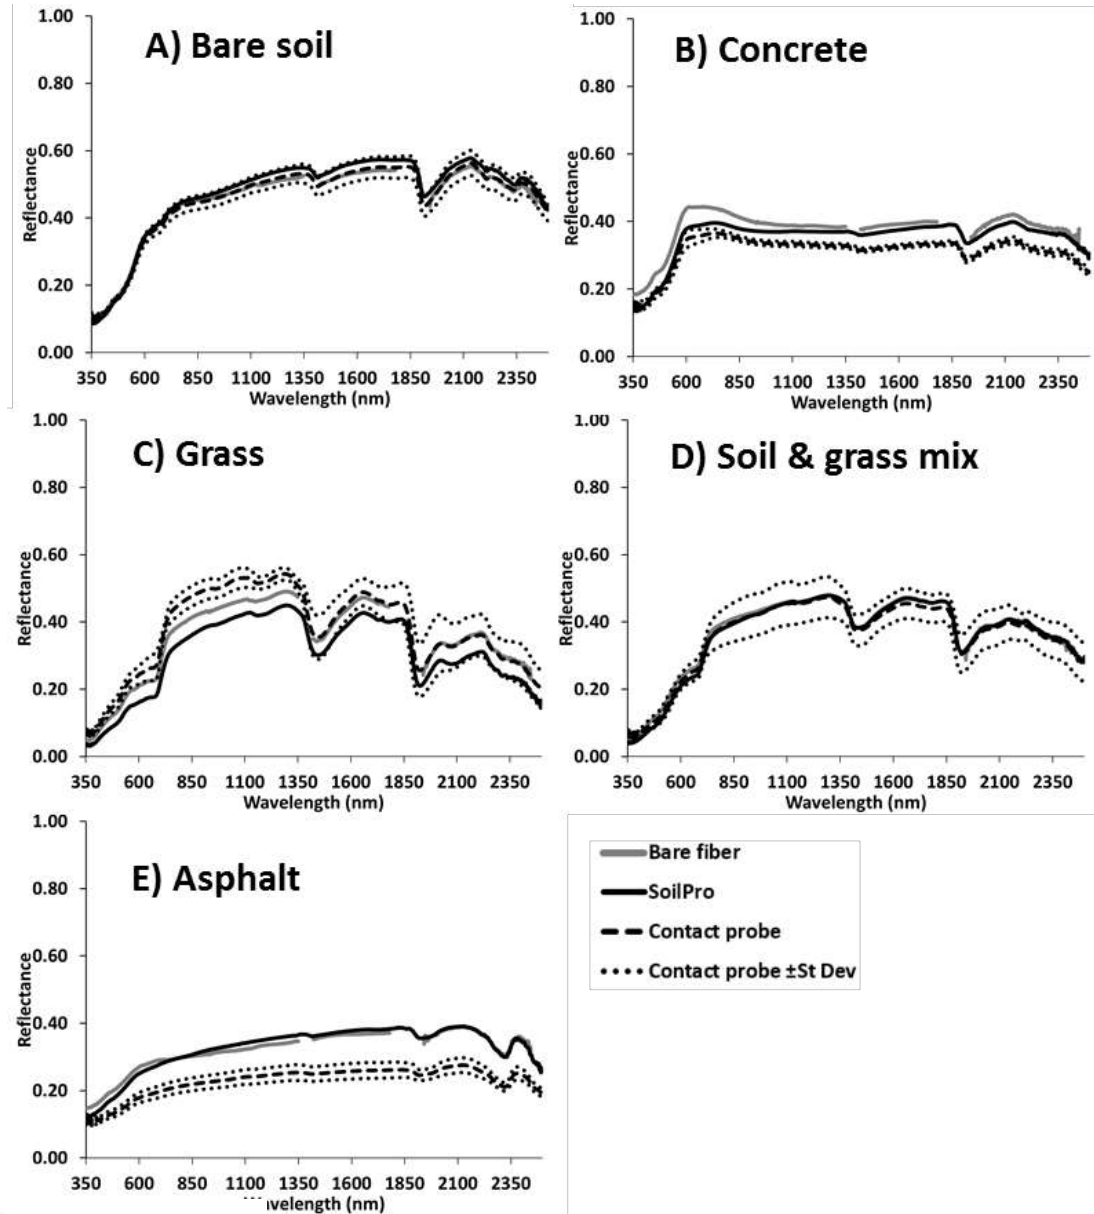 A) Bare soil
1.00
0.80
0.60
0.40
0.20
0.00
Reflectance
350 600 850 1100 1350 1600 1850 2100 2350
Wavelength (nm)
B) Concrete
1.00
0.80
0.60
0.40
0.20
0.00
Reflectance
350 600 850 1100 1350 1600 1850 2100 2350
Wavelength (nm)
C) Grass
1.00
0.80
0.60
0.40
0.20
0.00
Reflectance
350 600 850 1100 1350 1600 1850 2100 2350
Wavelength (nm)
D) Soil & grass mix
1.00
0.80
0.60
0.40
0.20
0.00
Reflectance
350 600 850 1100 1350 1600 1850 2100 2350
Wavelength (nm)
E) Asphalt
1.00
0.80
0.60
0.40
0.20
0.00
Reflectance
350 600 850 1100 1350 1600 1850 2100 2350
velength (nm)
Bare fiber
SoilPro
Contact probe
Contact probe ±St Dev